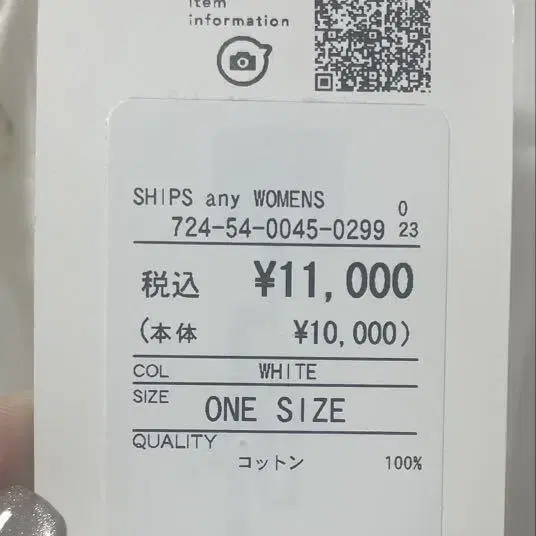 item
information
SHIPS any WOMENS 0
724-54-0045-0299 23
税込 ¥11,000
(本体 ¥10,000)
COL WHITE
SIZE ONE SIZE
QUALITY
コットン 100%